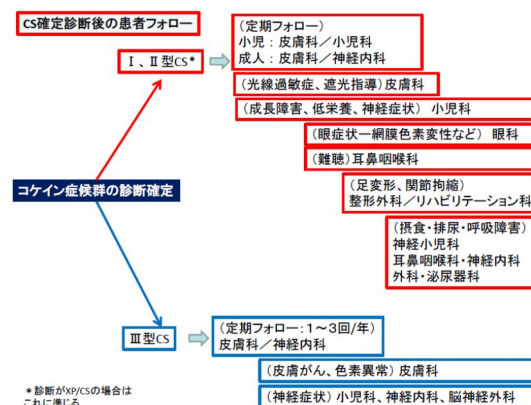 CS確定診断後の患者フォロー
Ⅰ、Ⅱ型CS*
(定期フォロー)
小児：皮膚科／小児科
成人：皮膚科／神経内科
(光線過敏症、遮光指導)皮膚科
(成長障害、低栄養、神経症状) 小児科
(眼症状ー網膜色素変性など) 眼科
(難聴)耳鼻咽喉科
コケイン症候群の診断確定
(足変形、関節拘縮)
整形外科／リハビリテーション科
(摂食・排尿・呼吸障害)
神経小児科
耳鼻咽喉科・神経内科
外科・泌尿器科
Ⅲ型CS
(定期フォロー：1〜3回/年)
皮膚科／神経内科
(皮膚がん、色素異常) 皮膚科
(神経症状) 小児科、神経内科、脳神経外科
＊診断がXP/CSの場合は
これに準じる